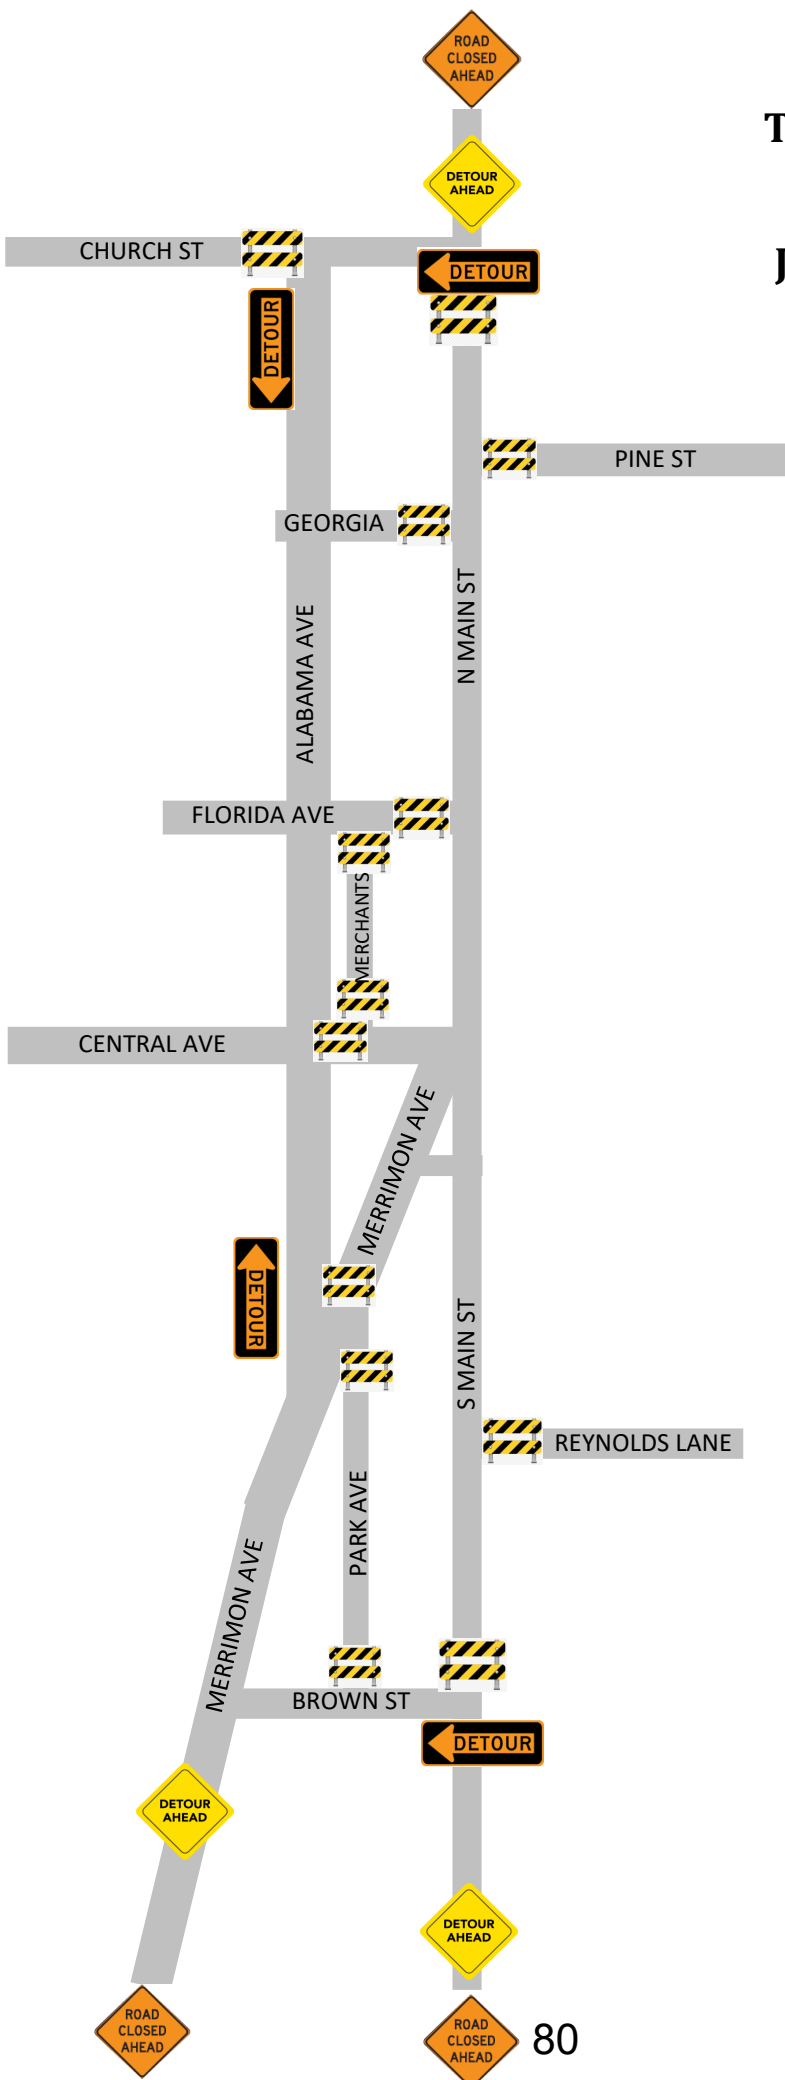 ROAD
CLOSED
AHEAD
T
DETOUR
AHEAD
CHURCH ST
J
DETOUR
DETOUR
PINE ST
GEORGIA
N MAIN ST
ALABAMA AVE
FLORIDA AVE
MERCHANTS
CENTRAL AVE
MERRIMON AVE
DETOUR
S MAIN ST
REYNOLDS LANE
PARK AVE
MERRIMON AVE
BROWN ST
DETOUR
DETOUR
AHEAD
DETOUR
AHEAD
ROAD
CLOSED
AHEAD
ROAD
CLOSED
AHEAD
80